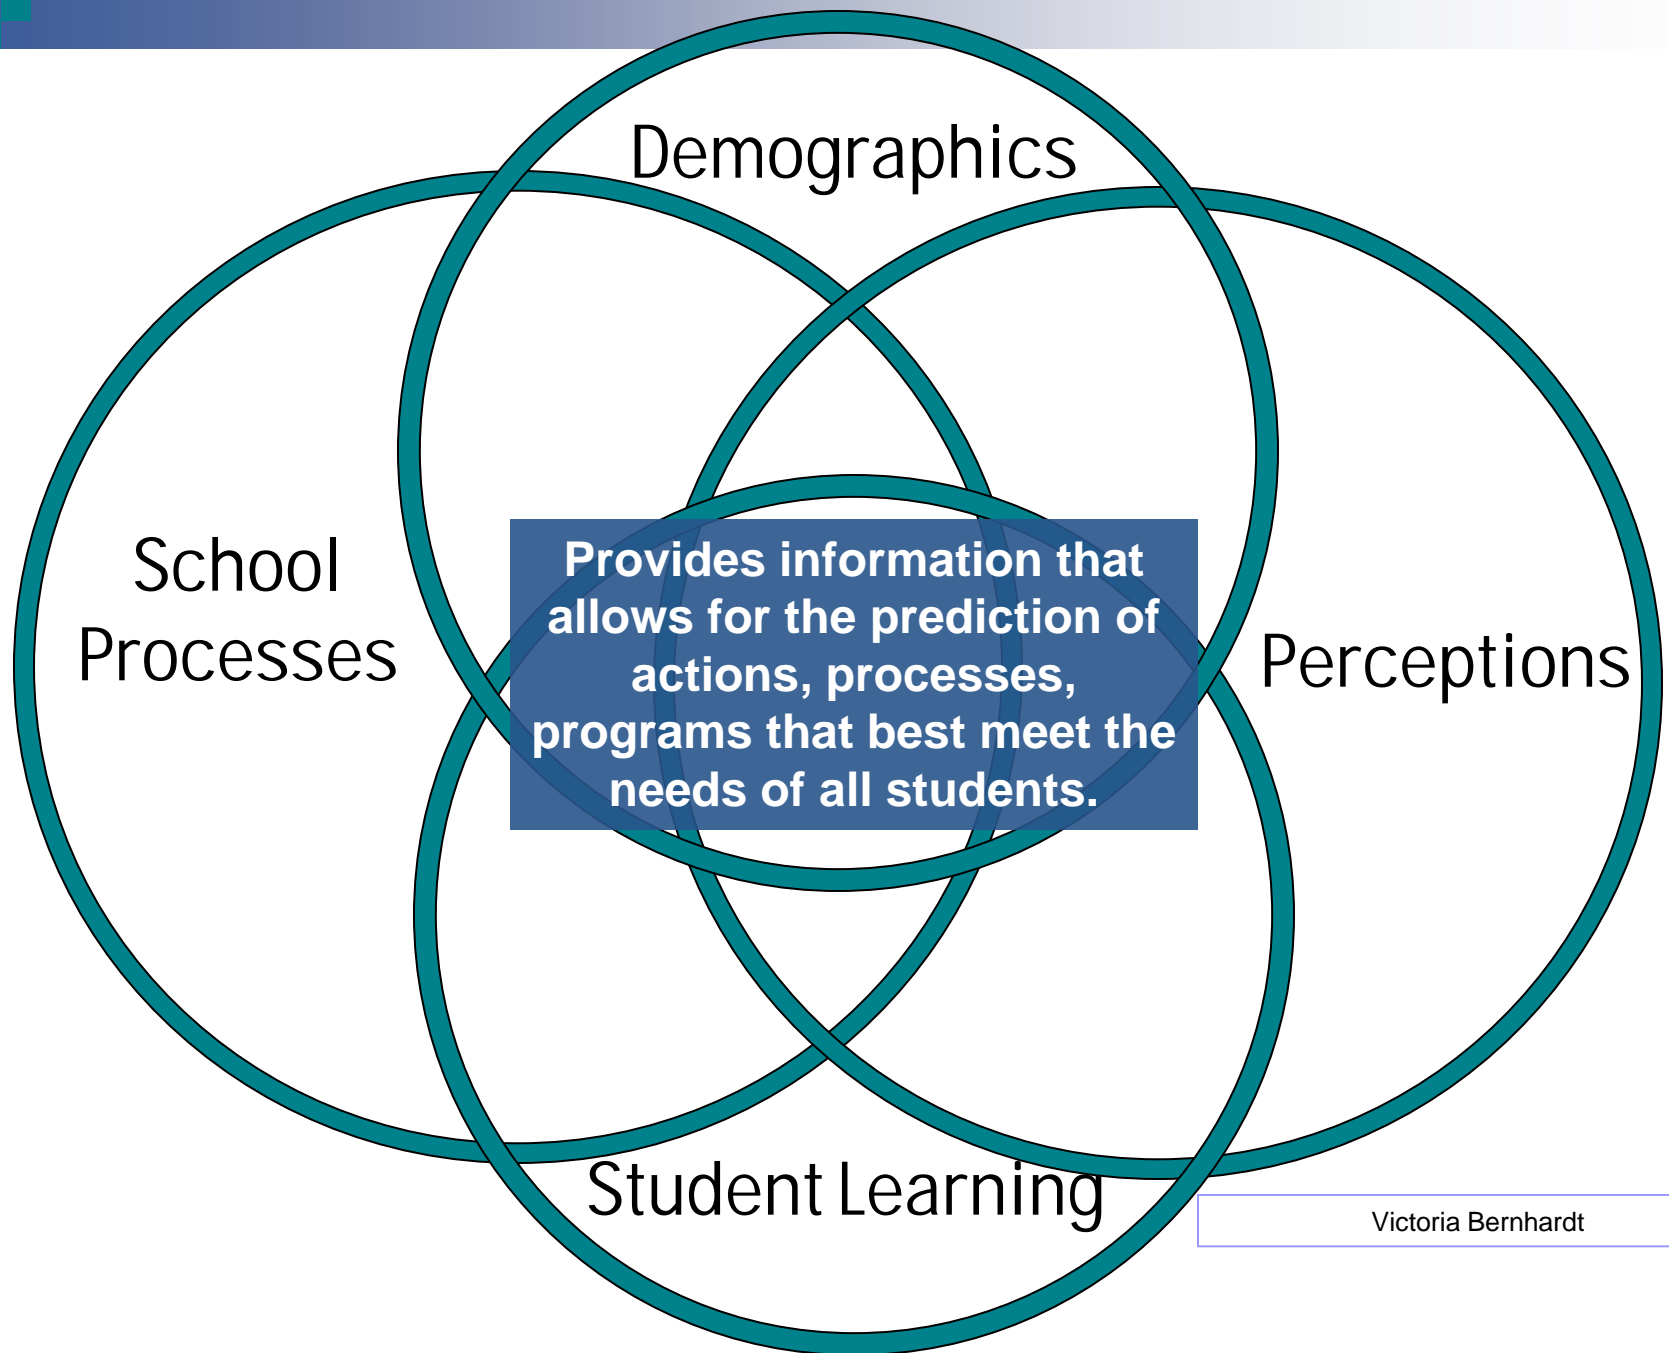 Demographics
School
Processes
Provides information that
allows for the prediction of
actions, processes,
programs that best meet the
needs of all students.
Perceptions
Student Learning
Victoria Bernhardt